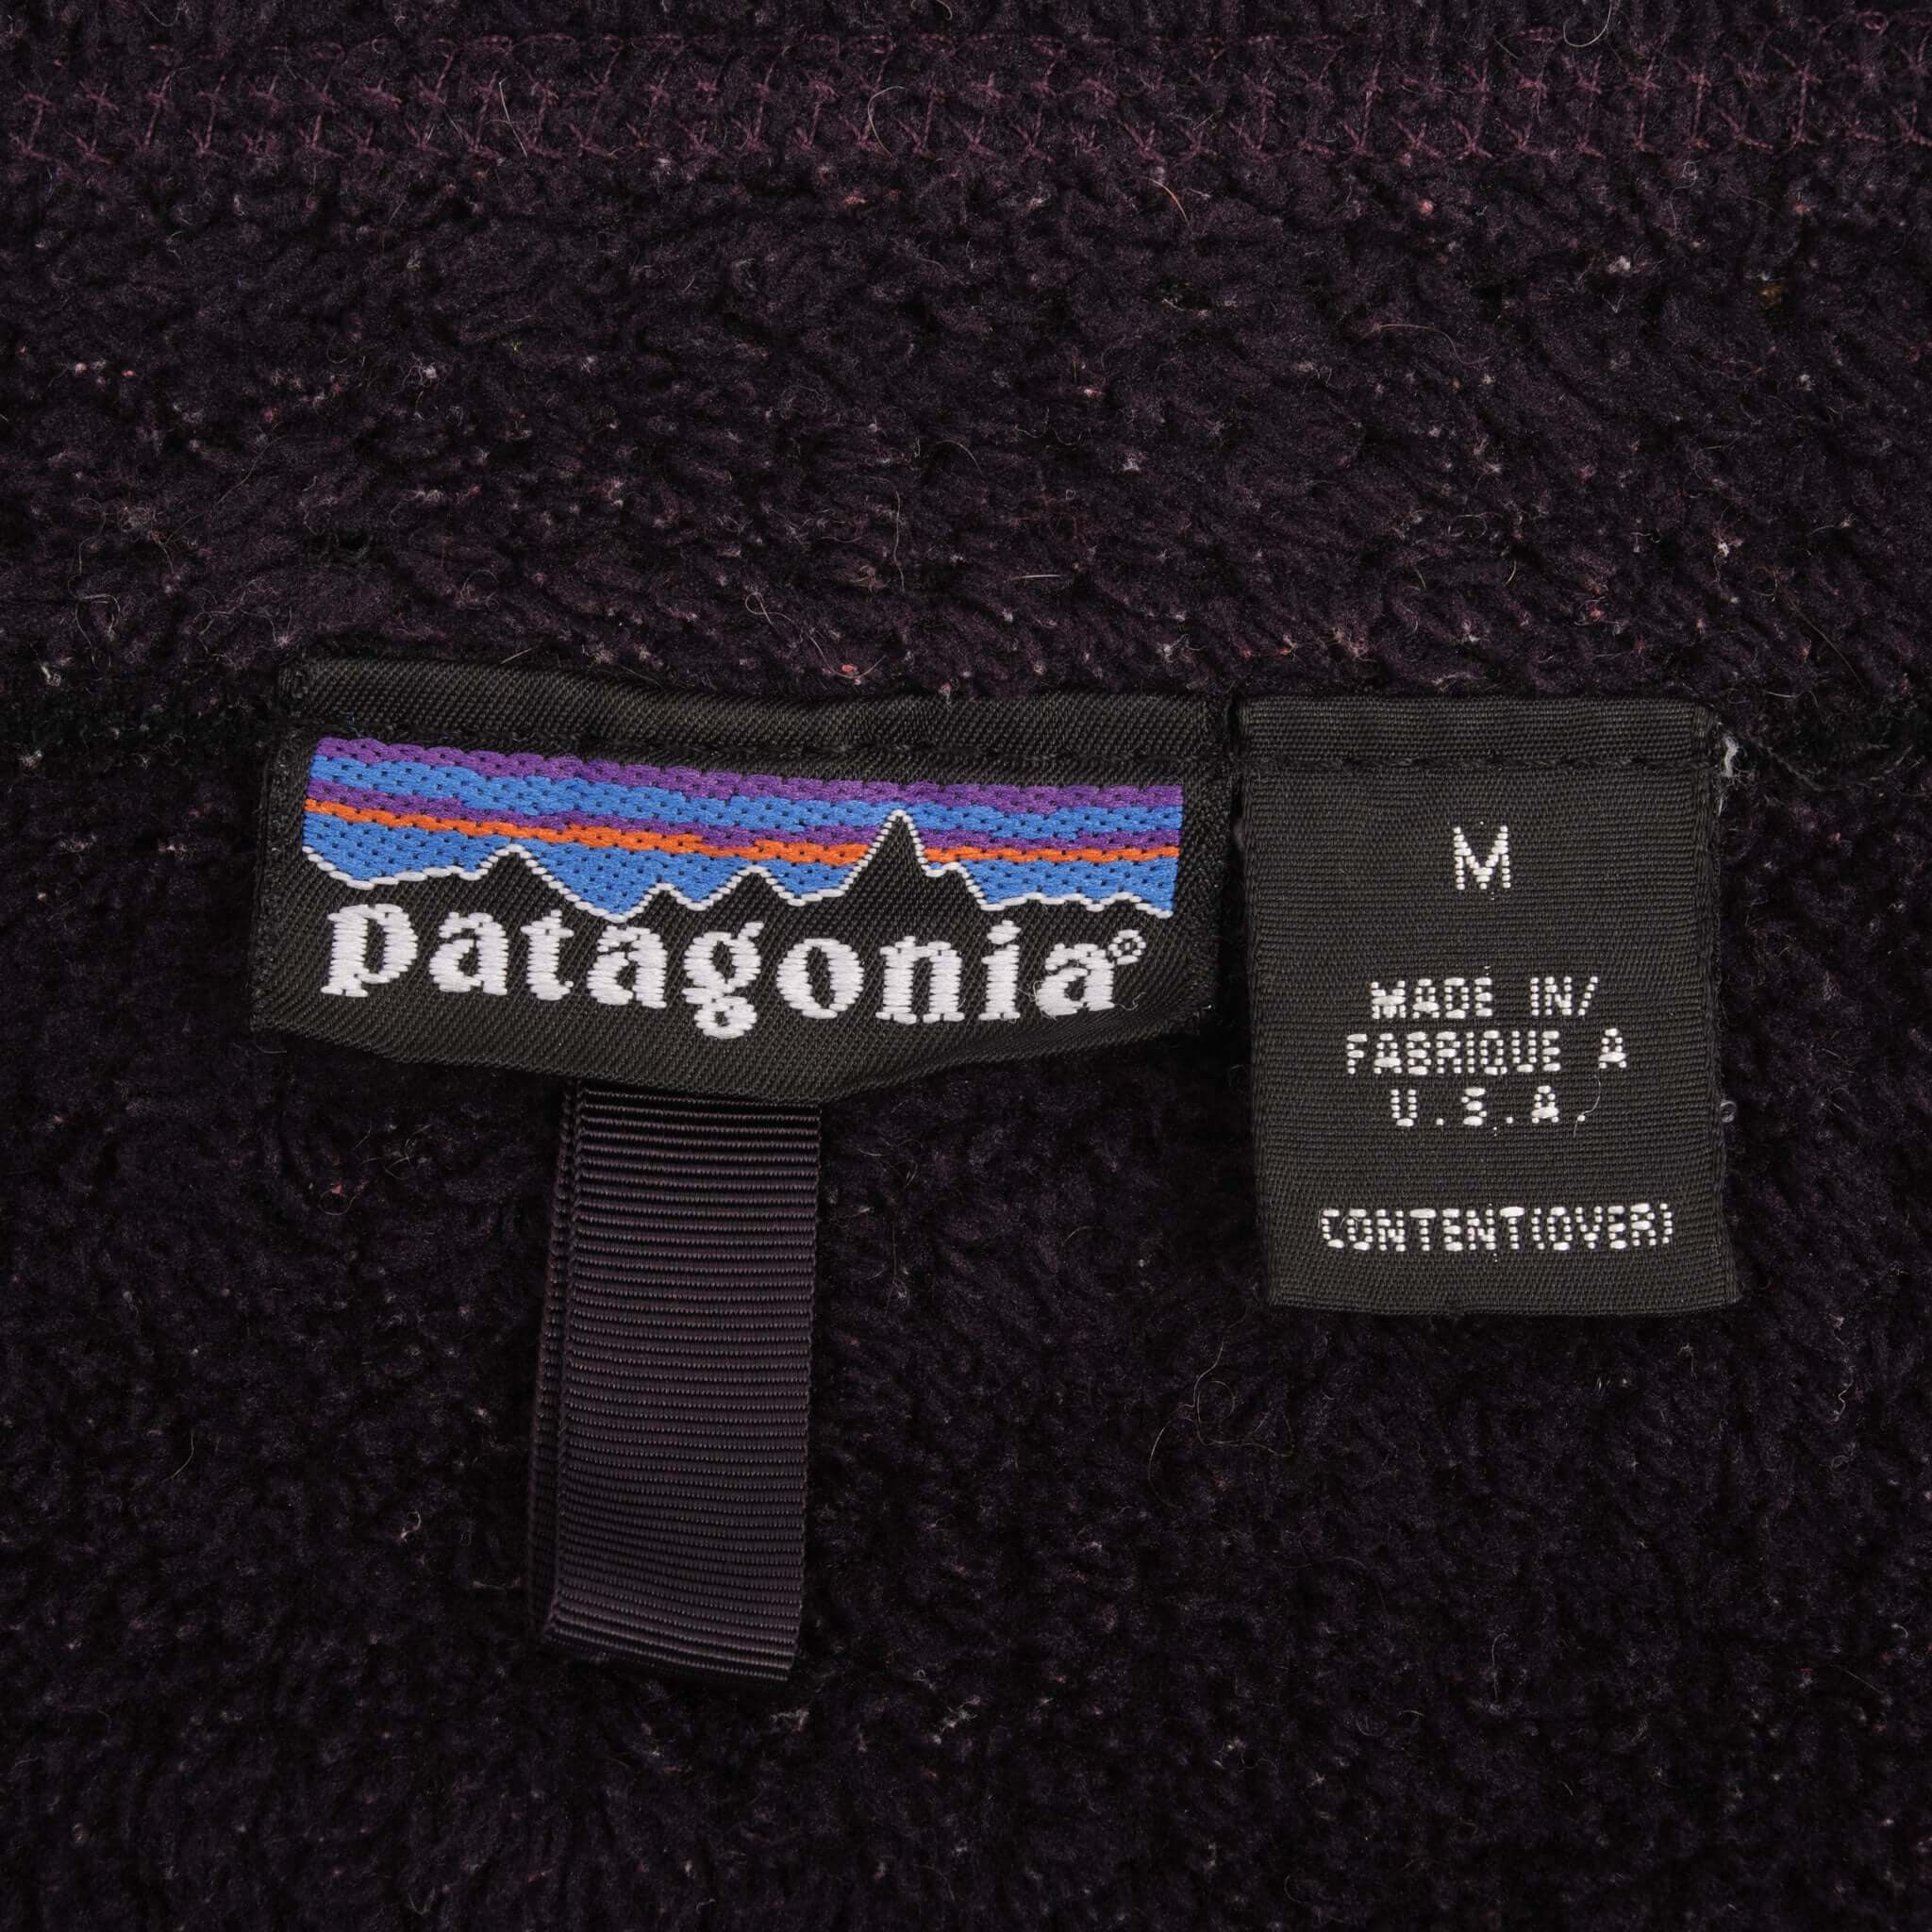 patagonia®
M
MADE IN/
FABRIQUE A
U.S.A.
CONTENT(OVER)